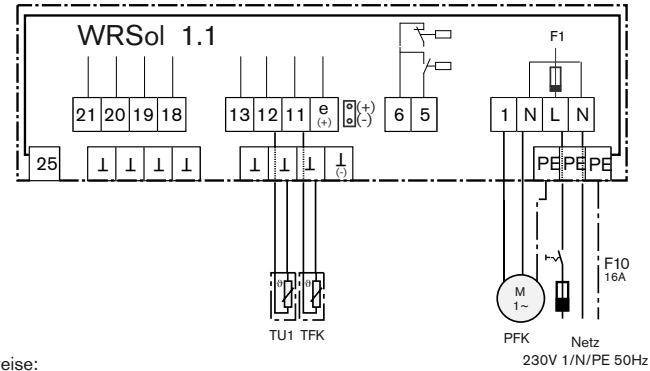 WRSol 1.1
F1
21 20 19 18
13 12 11 e (+)
(+)
(-)
6 5
1 N L N
25
⊥ ⊥ ⊥ ⊥
⊥ ⊥ ⊥ ⊥ (-)
PE PE PE
ϑ ϑ
M
1~
F10
16A
TU1 TFK
PFK
Netz
230V 1/N/PE 50Hz
eise: